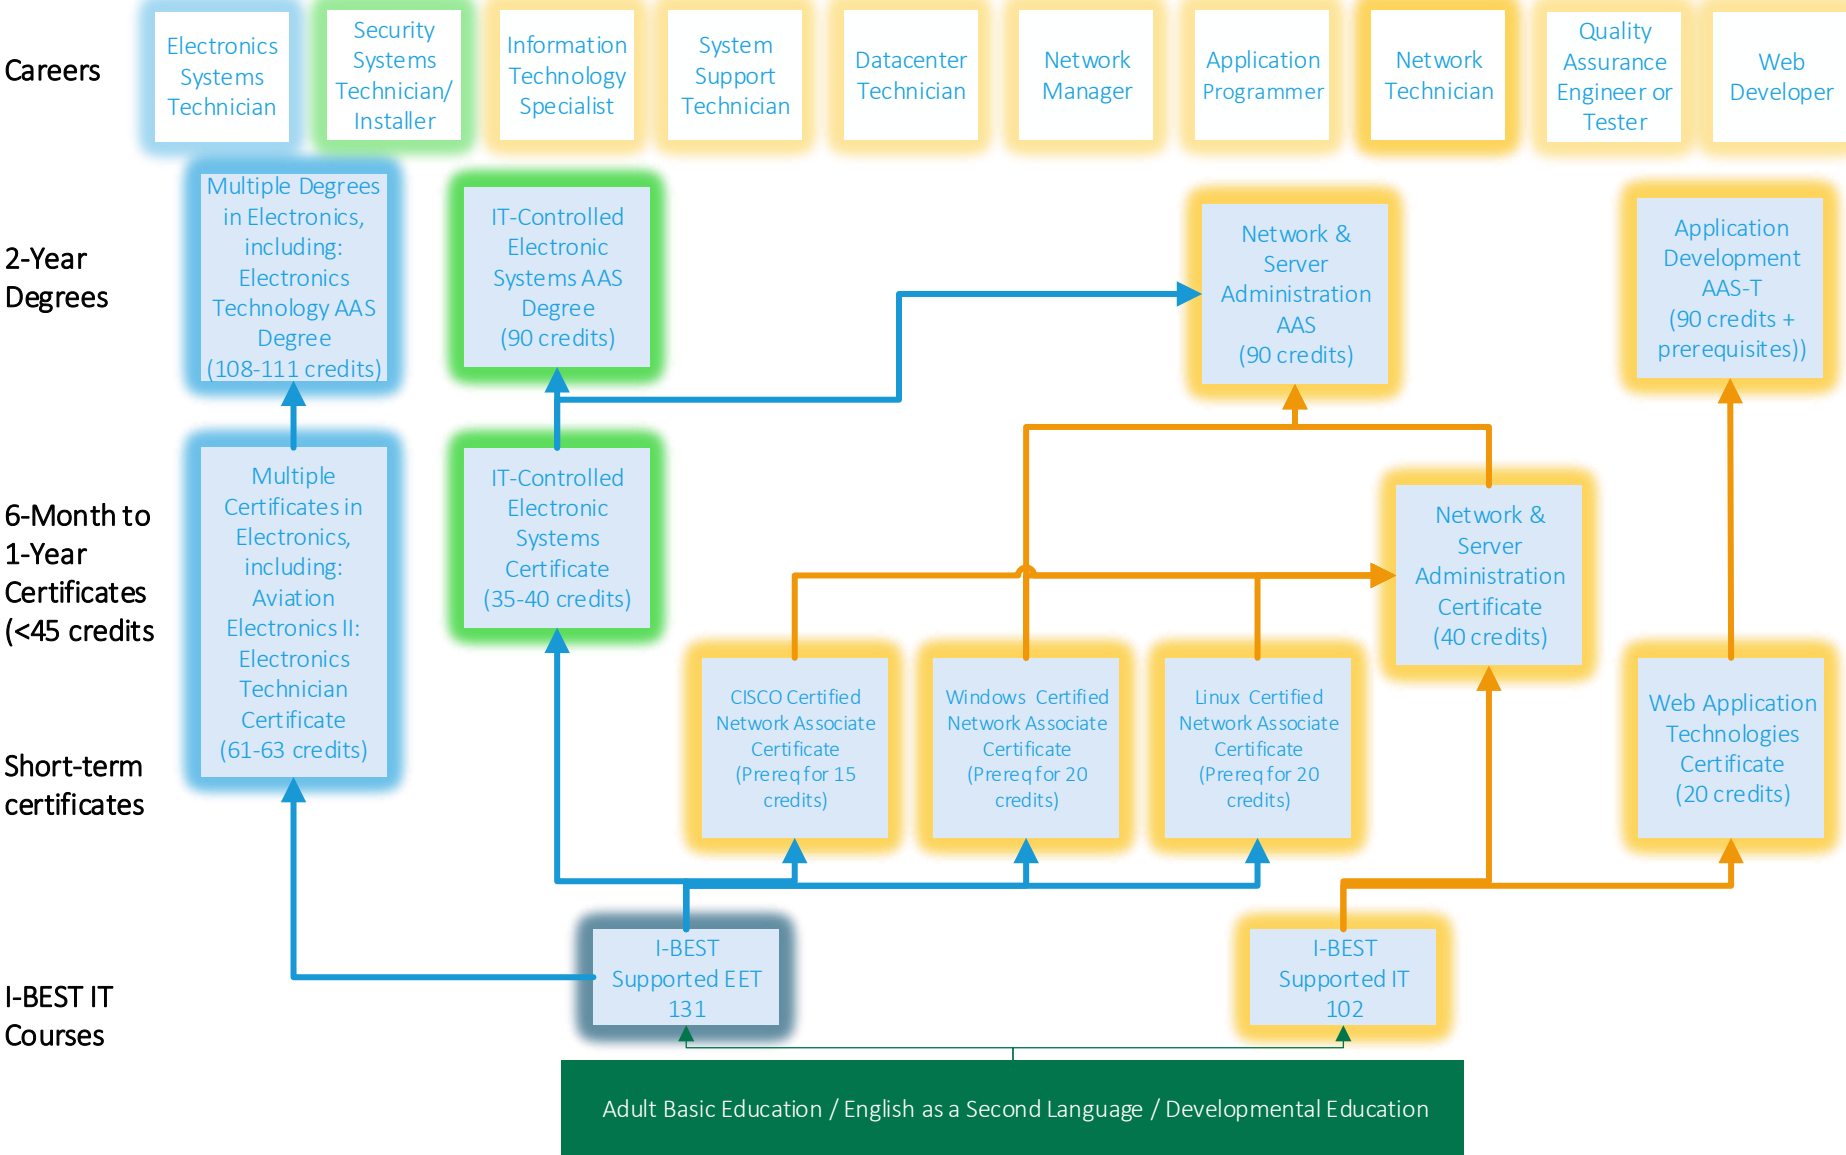 Careers
Electronics
Systems
Technician
Security
Systems
Technician/
Installer
Information
Technology
Specialist
System
Support
Technician
Datacenter
Technician
Network
Manager
Application
Programmer
Network
Technician
Quality
Assurance
Engineer or
Tester
Web
Developer
2-Year
Degrees
Multiple Degrees
in Electronics,
including:
Electronics
Technology AAS
Degree
(108-111 credits)
IT-Controlled
Electronic
Systems AAS
Degree
(90 credits)
Network &
Server
Administration
AAS
(90 credits)
Application
Development
AAS-T
(90 credits +
prerequisites))
6-Month to
1-Year
Certificates
(<45 credits
Multiple
Certificates in
Electronics,
including:
Aviation
Electronics II:
Electronics
Technician
Certificate
(61-63 credits)
IT-Controlled
Electronic
Systems
Certificate
(35-40 credits)
Network &
Server
Administration
Certificate
(40 credits)
Short-term
certificates
CISCO Certified
Network Associate
Certificate
(Prereq for 15
credits)
Windows Certified
Network Associate
Certificate
(Prereq for 20
credits)
Linux Certified
Network Associate
Certificate
(Prereq for 20
credits)
Web Application
Technologies
Certificate
(20 credits)
I-BEST IT
Courses
I-BEST
Supported EET
131
I-BEST
Supported IT
102
Adult Basic Education / English as a Second Language / Developmental Education